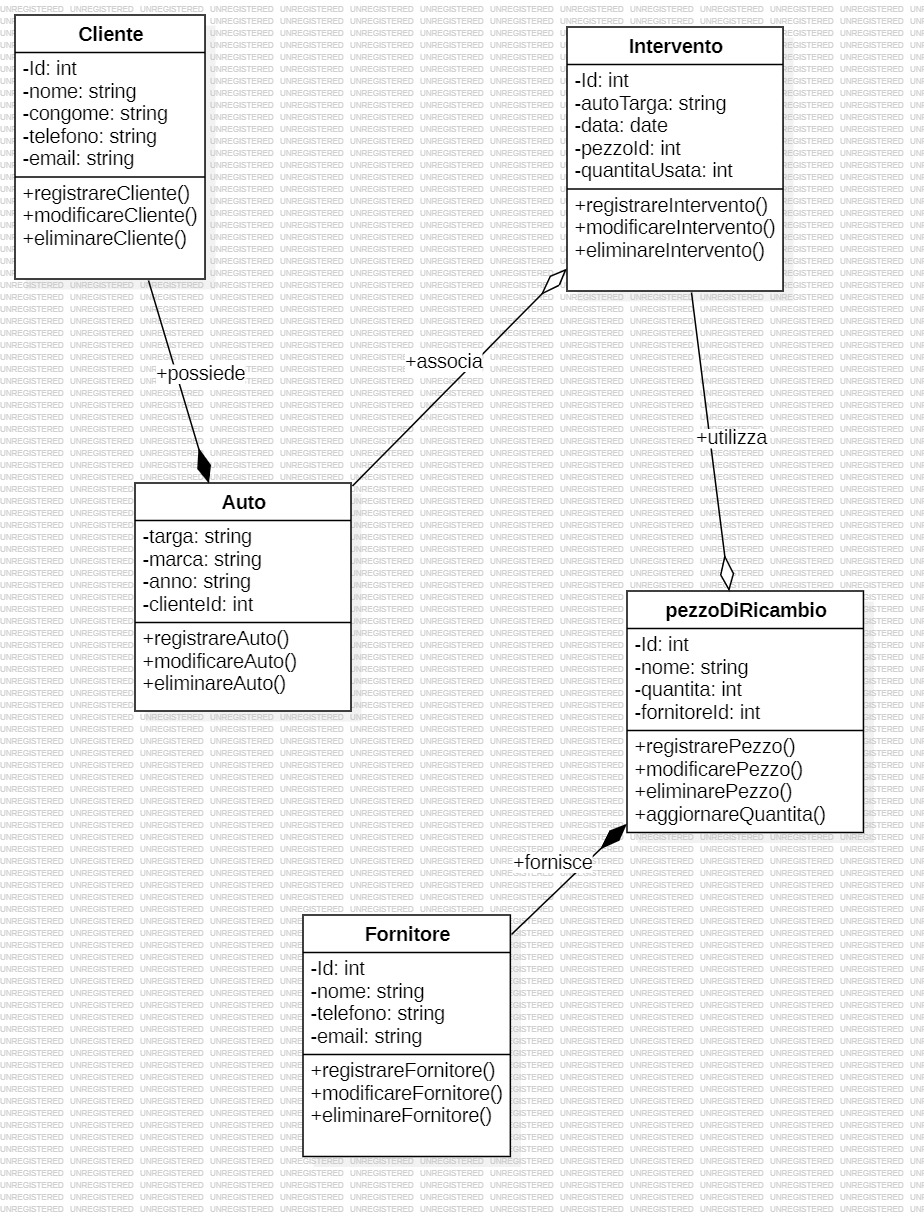 Cliente
-Id: int
-nome: string
-congome: string
-telefono: string
-email: string
+registrareCliente()
+modificareCliente()
+eliminareCliente()
Intervento
-Id: int
-autoTarga: string
-data: date
-pezzoId: int
-quantitaUsata: int
+registrareIntervento()
+modificareIntervento()
+eliminareIntervento()
+possiede
+associa
+utilizza
Auto
-targa: string
-marca: string
-anno: string
-clienteId: int
+registrareAuto()
+modificareAuto()
+eliminareAuto()
pezzoDiRicambio
-Id: int
-nome: string
-quantita: int
-fornitoreId: int
+registrarePezzo()
+modificarePezzo()
+eliminarePezzo()
+aggiornareQuantita()
+fornisce
Fornitore
-Id: int
-nome: string
-telefono: string
-email: string
+registrareFornitore()
+modificareFornitore()
+eliminareFornitore()
UNREGISTERED